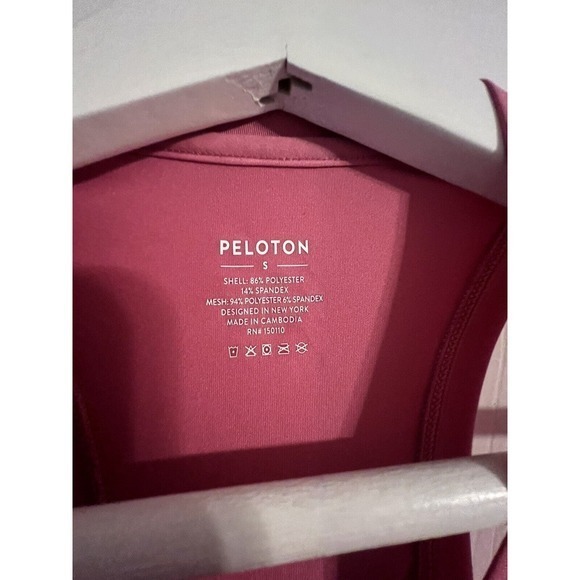 PELOTON
S
SHELL: 86% POLYESTER
14% SPANDEX
MESH: 94% POLYESTER 6% SPANDEX
DESIGNED IN NEW YORK
MADE IN CAMBODIA
RN# 150110